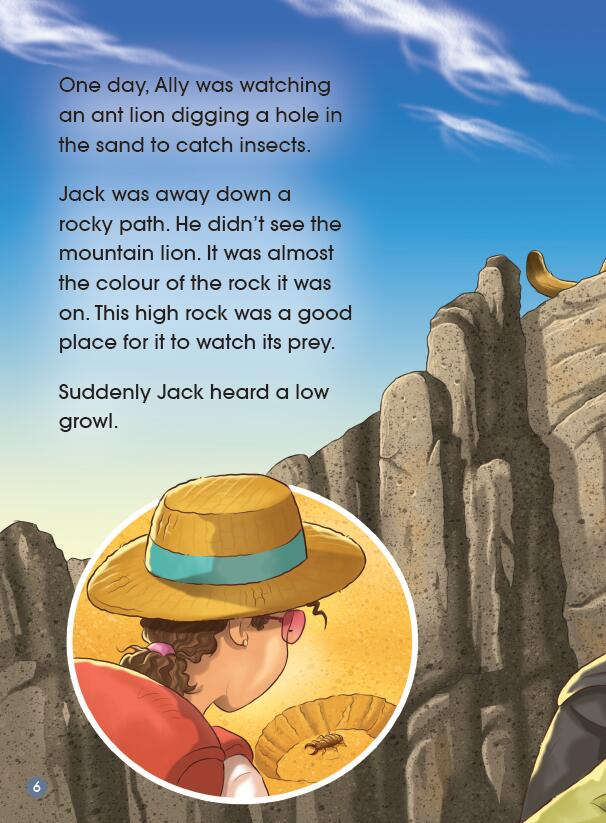 One day, Ally was watching
an ant lion digging a hole in
the sand to catch insects.
Jack was away down a
rocky path. He didn’t see the
mountain lion. It was almost
the colour of the rock it was
on. This high rock was a good
place for it to watch its prey.
Suddenly Jack heard a low
growl.
6